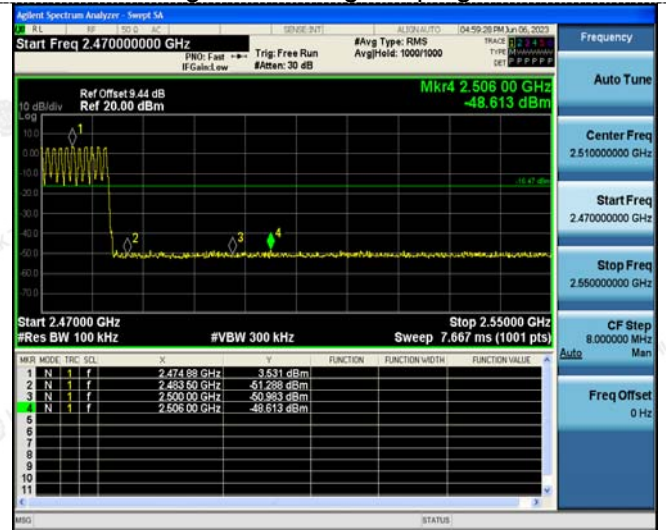 Agilent Spectrum Analyzer - Swept SA
RL RF 50 Ω AC SENSE:INT ALIGNAUTO 04:59:28 PM Jun 06, 2023
Start Freq 2.470000000 GHz
PNO: Fast
IFGain:Low
Trig: Free Run
#Atten: 30 dB
#Avg Type: RMS
Avg|Hold: 1000/1000
TRACE 1 2 3 4 5 6
TYPE M
DET P P P P P P
Ref Offset 9.44 dB
10 dB/div Ref 20.00 dBm
Log
Mkr4 2.506 00 GHz
-48.613 dBm
10.0
0.00
-10.0
-20.0
-30.0
-40.0
-50.0
-60.0
-70.0
1
2
3
4
-16.47 dBm
Start 2.47000 GHz Stop 2.55000 GHz
#Res BW 100 kHz #VBW 300 kHz Sweep 7.667 ms (1001 pts)
MKR MODE TRC SCL X Y FUNCTION FUNCTION WIDTH FUNCTION VALUE
1 N 1 f 2.474 88 GHz 3.531 dBm
2 N 1 f 2.483 50 GHz -51.288 dBm
3 N 1 f 2.500 00 GHz -50.983 dBm
4 N 1 f 2.506 00 GHz -48.613 dBm
5
6
7
8
9
10
11
MSG STATUS
Frequency
Auto Tune
Center Freq
2.510000000 GHz
Start Freq
2.470000000 GHz
Stop Freq
2.550000000 GHz
CF Step
8.000000 MHz
Auto Man
Freq Offset
0 Hz